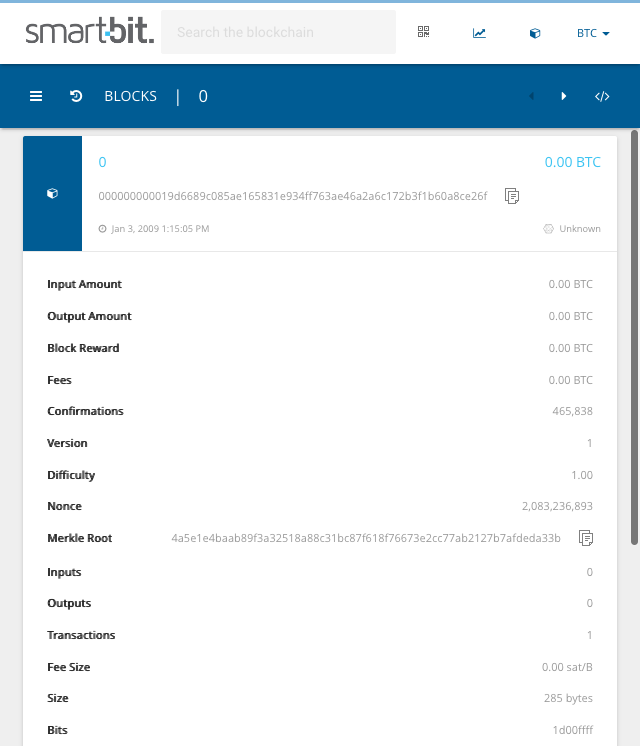 smartbit.
Search the blockchain
BTC
BLOCKS | 0
</>
0 0.00 BTC
000000000019d6689c085ae165831e934ff763ae46a2a6c172b3f1b60a8ce26f
Jan 3, 2009 1:15:05 PM Unknown
Input Amount 0.00 BTC
Output Amount 0.00 BTC
Block Reward 0.00 BTC
Fees 0.00 BTC
Confirmations 465,838
Version 1
Difficulty 1.00
Nonce 2,083,236,893
Merkle Root 4a5e1e4baab89f3a32518a88c31bc87f618f76673e2cc77ab2127b7afdeda33b
Inputs 0
Outputs 0
Transactions 1
Fee Size 0.00 sat/B
Size 285 bytes
Bits 1d00ffff